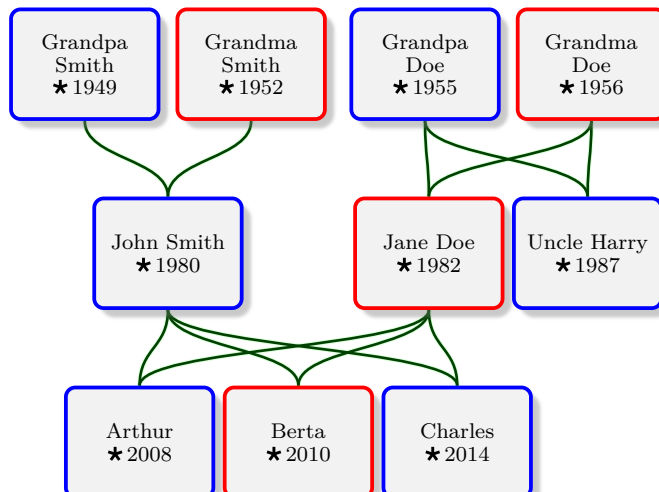 Grandpa
Smith
★ 1949
Grandma
Smith
★ 1952
Grandpa
Doe
★ 1955
Grandma
Doe
★ 1956
John Smith
★ 1980
Jane Doe
★ 1982
Uncle Harry
★ 1987
Arthur
★ 2008
Berta
★ 2010
Charles
★ 2014